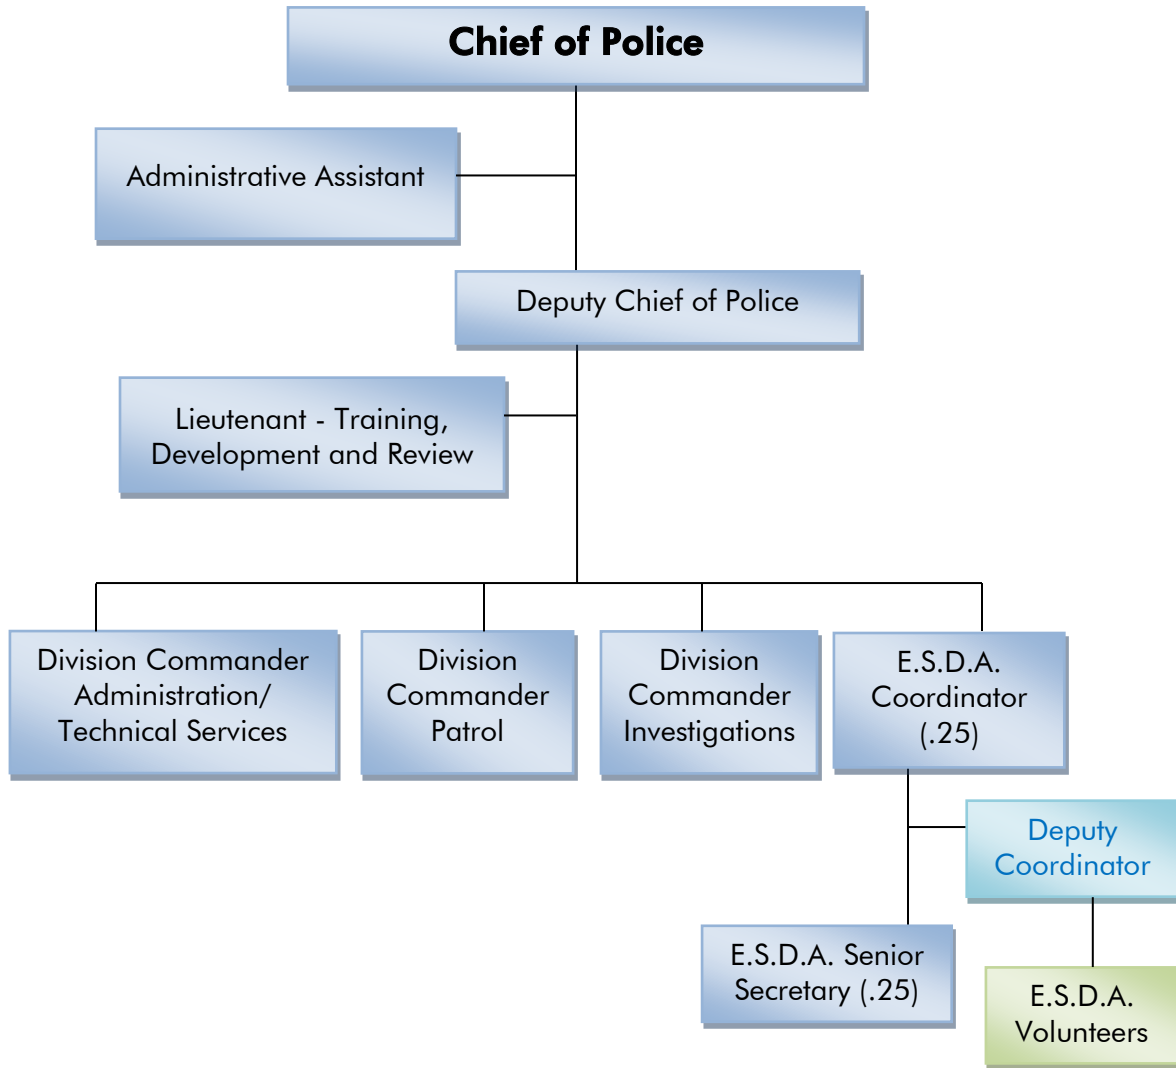 Chief of Police
Administrative Assistant
Deputy Chief of Police
Lieutenant - Training,
Development and Review
Division Commander
Administration/
Technical Services
Division
Commander
Patrol
Division
Commander
Investigations
E.S.D.A.
Coordinator
(.25)
Deputy
Coordinator
E.S.D.A. Senior
Secretary (.25)
E.S.D.A.
Volunteers